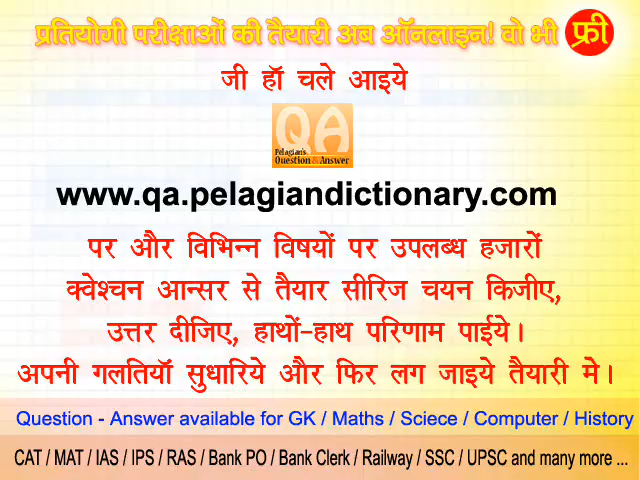 प्रतियोगी परीक्षाओं की तैयारी अब ऑनलाइन! वो भी फ्री
जी हॉ चले आइये
QA
Pelagian's
Question & Answer
www.qa.pelagiandictionary.com
पर और विभिन्न विषयों पर उपलब्ध हजारों
क्वेश्चन आन्सर से तैयार सीरिज चयन किजीए,
उत्तर दीजिए, हाथों-हाथ परिणाम पाईये।
अपनी गलतियॉ सुधारिये और फिर लग जाइये तैयारी मे।
Question - Answer available for GK / Maths / Sciece / Computer / History
CAT / MAT / IAS / IPS / RAS / Bank PO / Bank Clerk / Railway / SSC / UPSC and many more ...